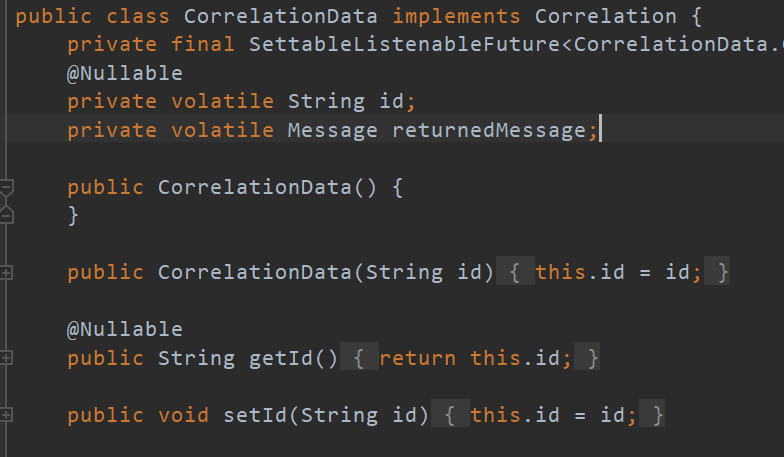 public class CorrelationData implements Correlation {
private final SettableListenableFuture<CorrelationData.
@Nullable
private volatile String id;
private volatile Message returnedMessage;
public CorrelationData() {
}
public CorrelationData(String id) { this.id = id; }
@Nullable
public String getId() { return this.id; }
public void setId(String id) { this.id = id; }